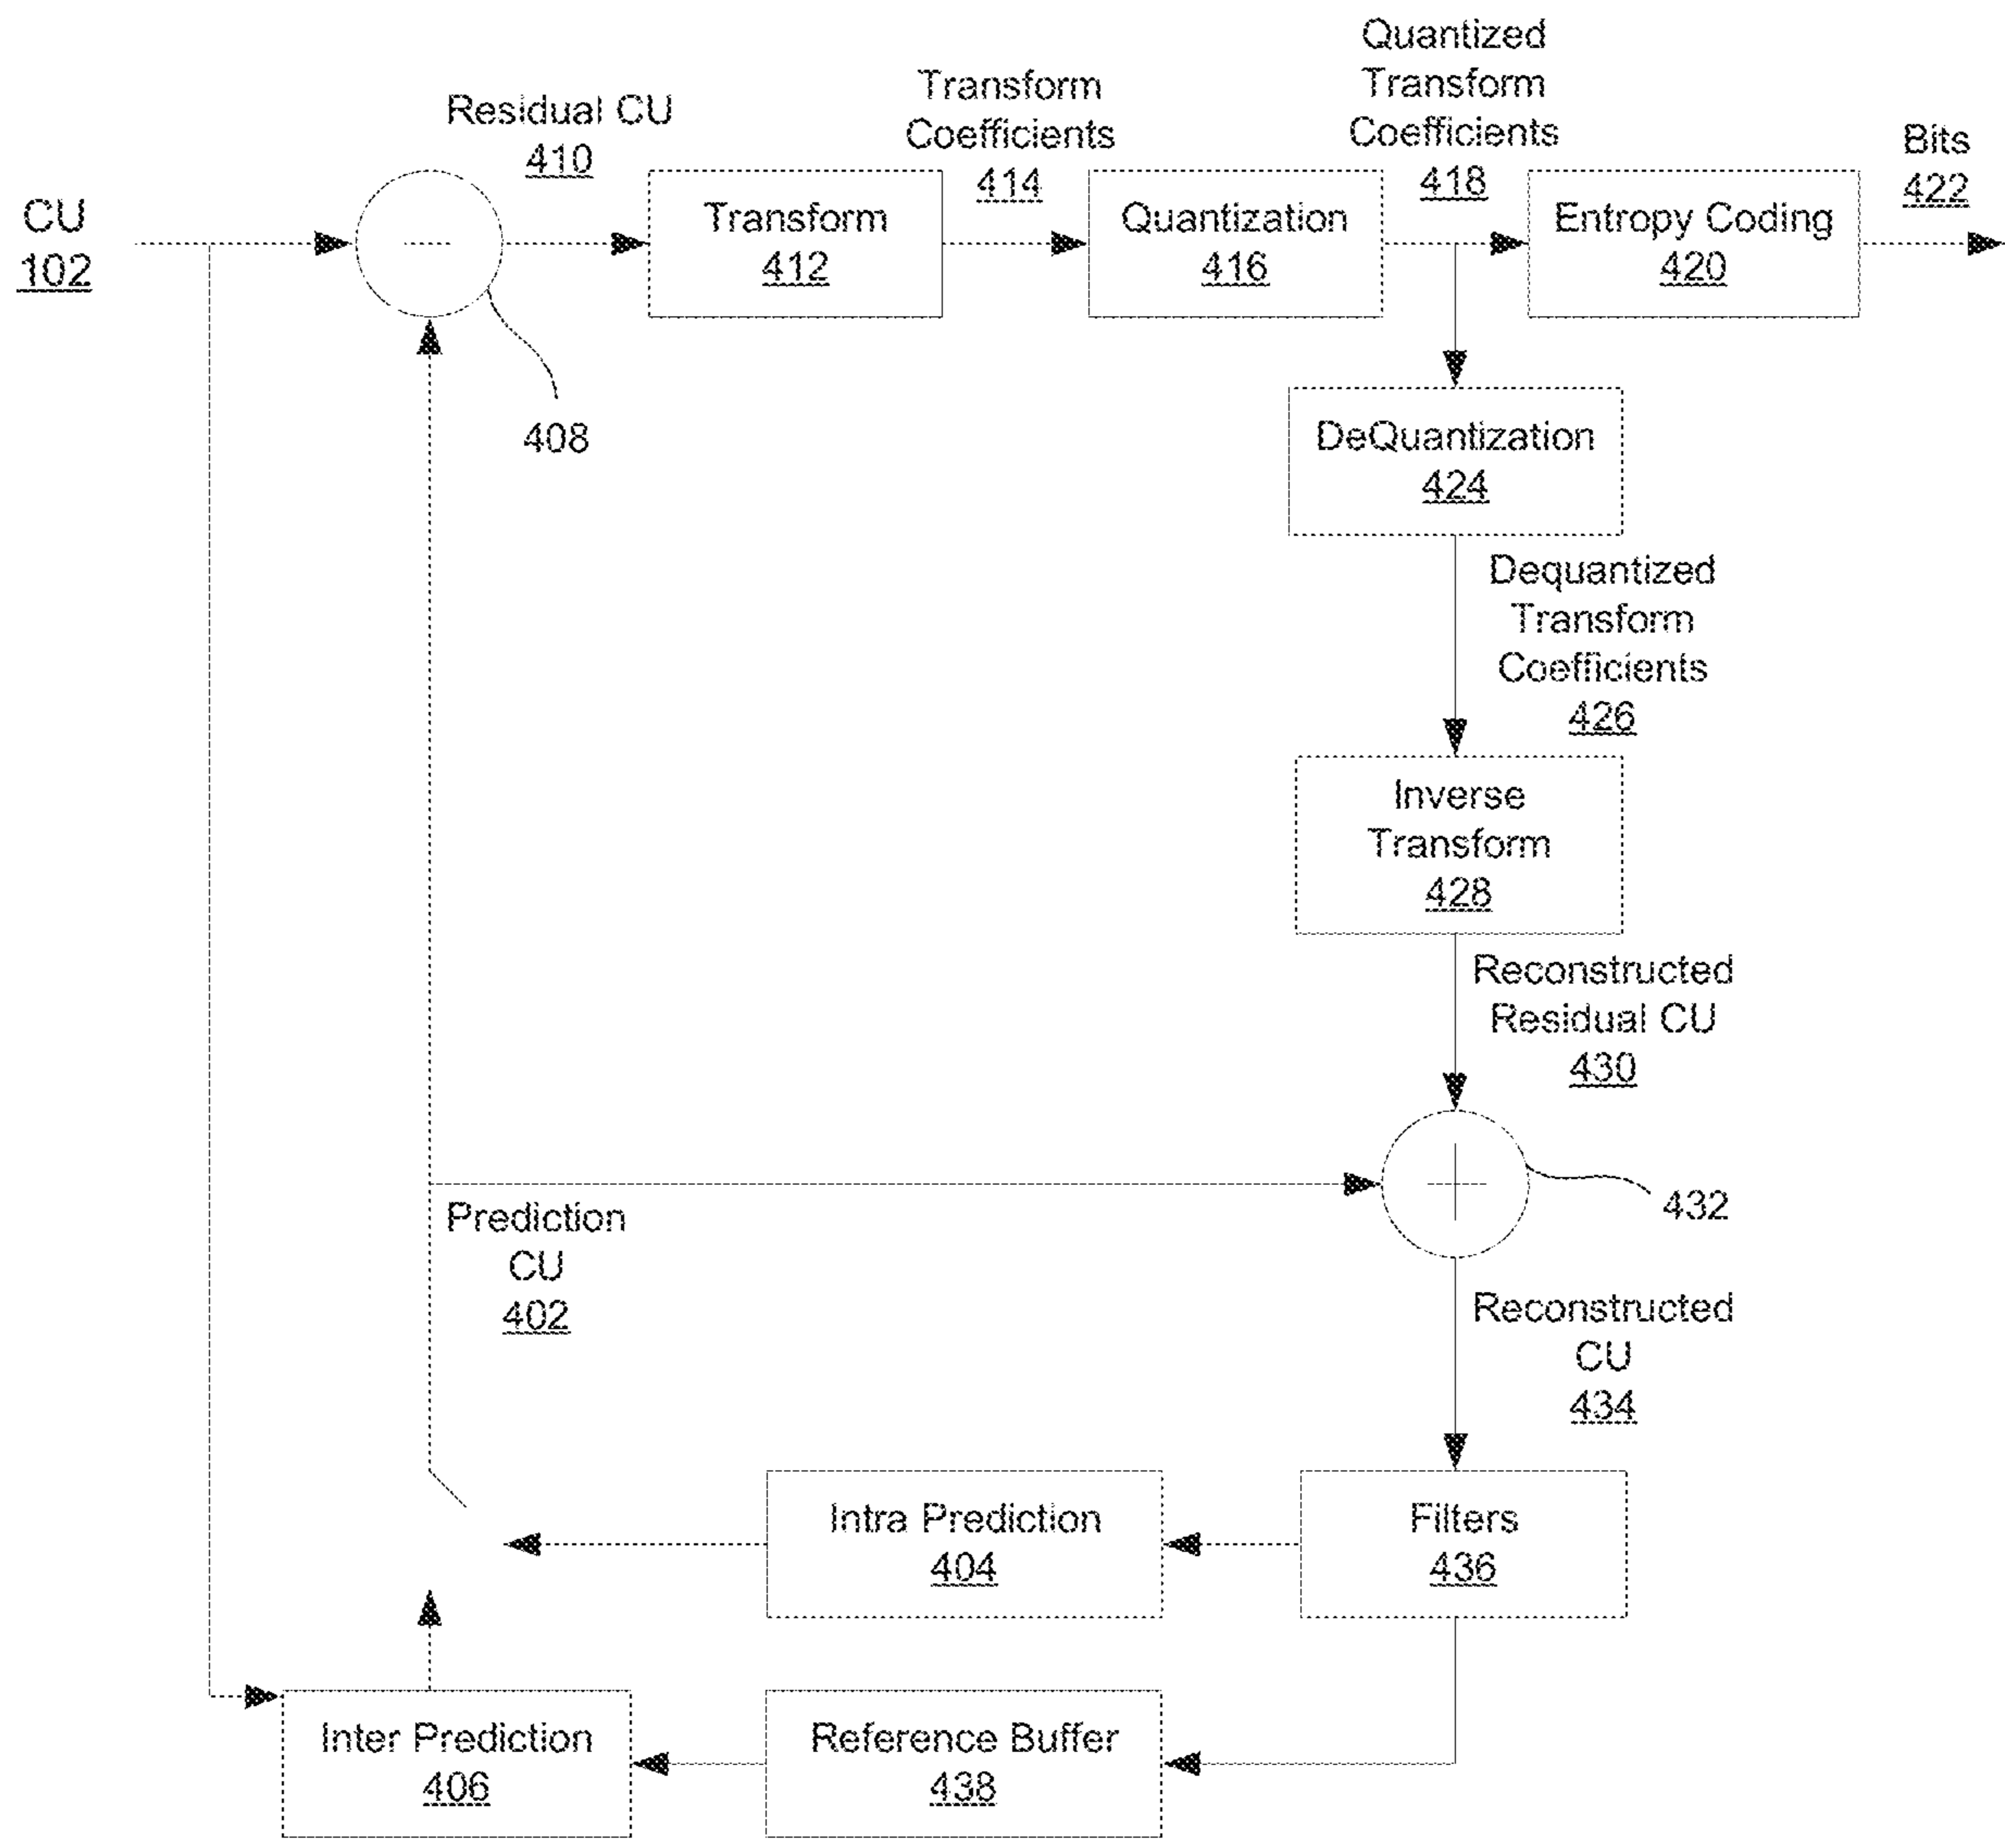 Residual CU
410
Transform
Coefficients
414
Quantized
Transform
Coefficients
418
Bits
422
CU
102
Transform
412
Quantization
416
Entropy Coding
420
408
DeQuantization
424
Dequantized
Transform
Coefficients
426
Inverse
Transform
428
Reconstructed
Residual CU
430
432
Prediction
CU
402
Reconstructed
CU
434
Intra Prediction
404
Filters
436
Inter Prediction
406
Reference Buffer
438